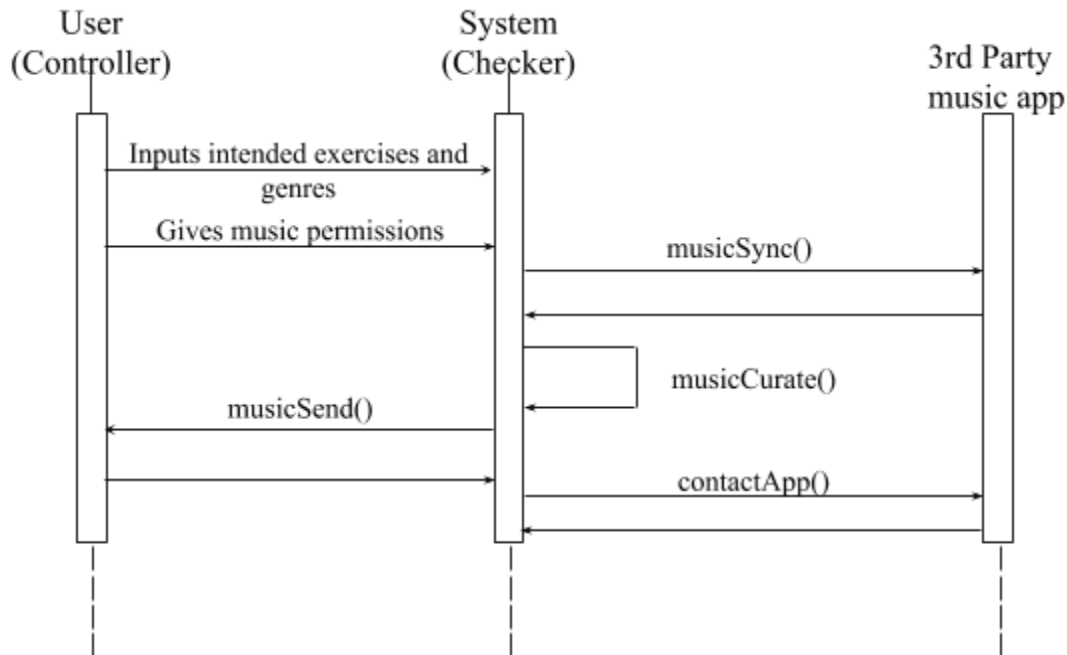 User
(Controller)
System
(Checker)
3rd Party
music app
Inputs intended exercises and
genres
Gives music permissions
musicSync()
musicCurate()
musicSend()
contactApp()